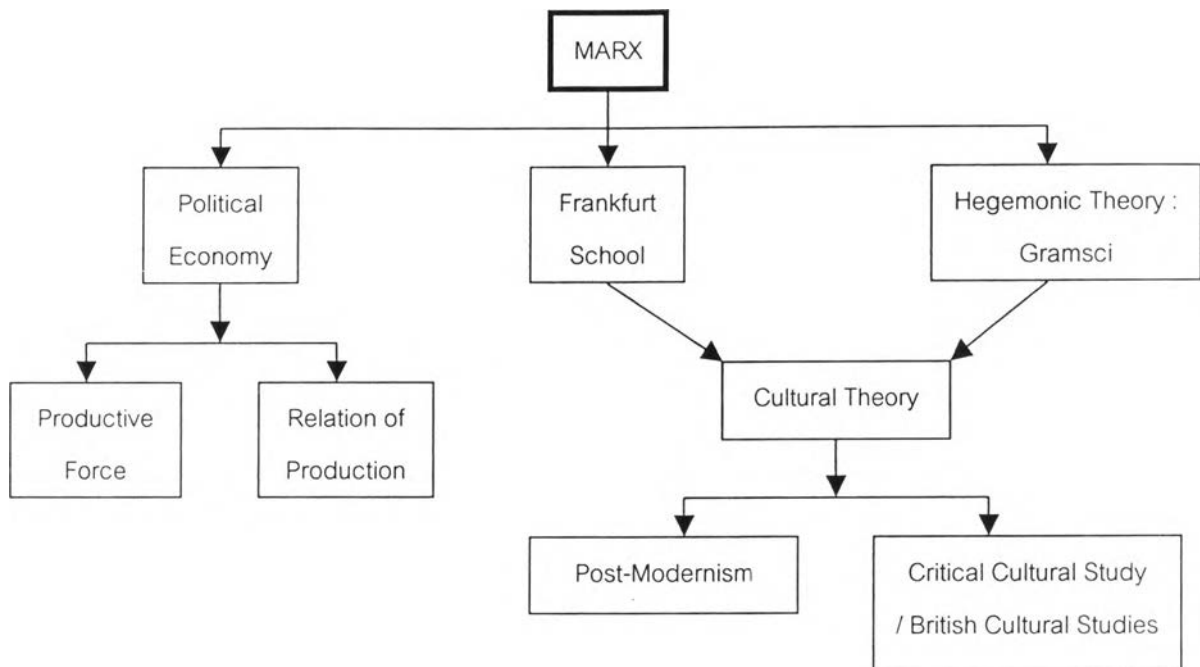 MARX
Political
Economy
Frankfurt
School
Hegemonic Theory :
Gramsci
Productive
Force
Relation of
Production
Cultural Theory
Post-Modernism
Critical Cultural Study
/ British Cultural Studies